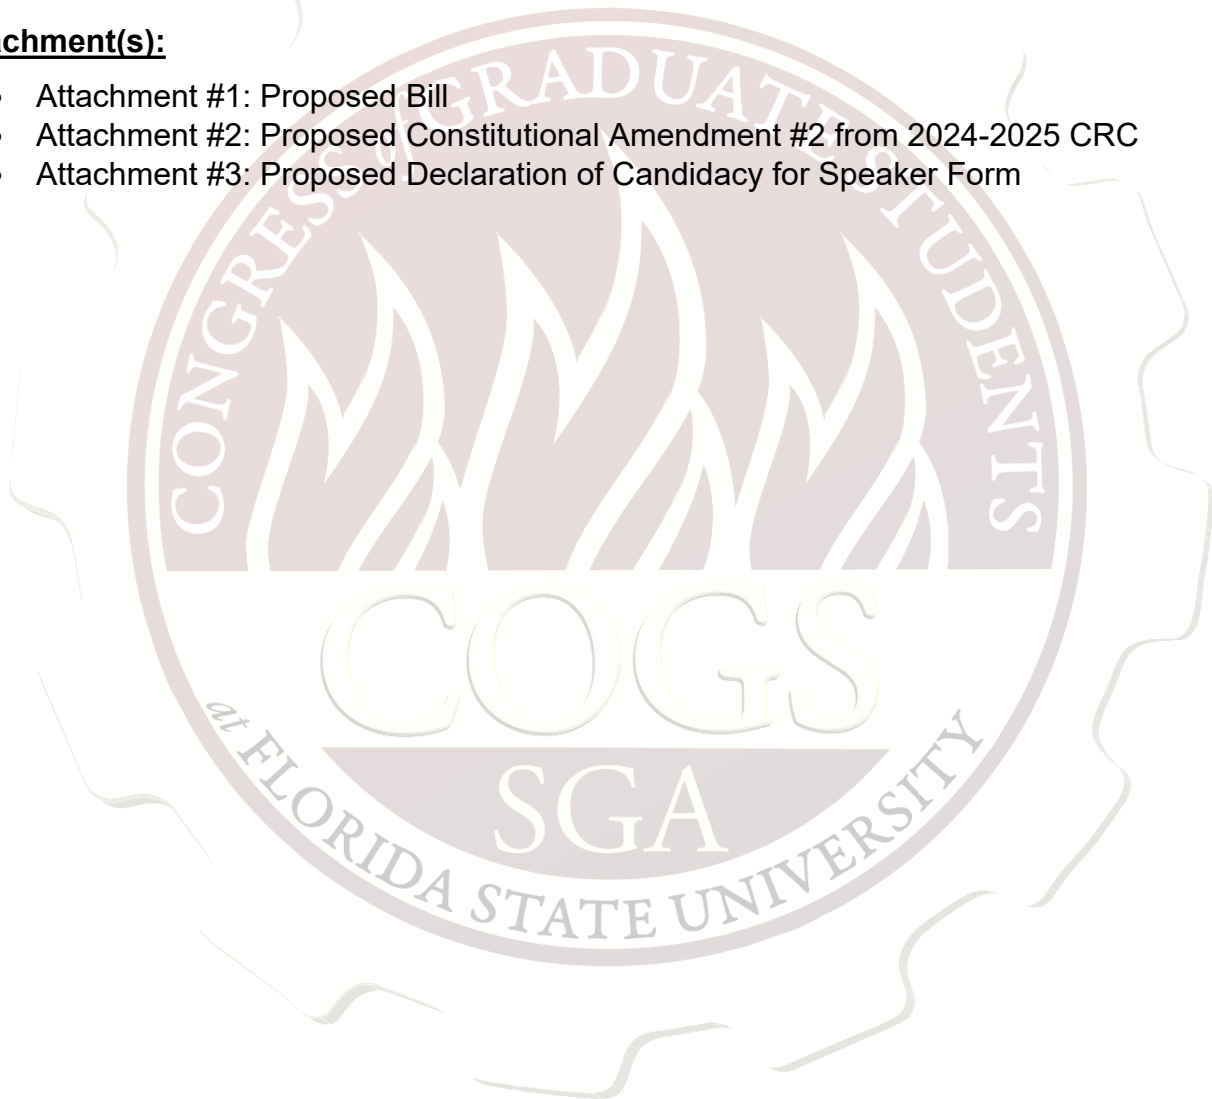 achment(s):
• Attachment #1: Proposed Bill
• Attachment #2: Proposed Constitutional Amendment #2 from 2024-2025 CRC
• Attachment #3: Proposed Declaration of Candidacy for Speaker Form
CONGRESS of GRADUATE STUDENTS
COGS
SGA
at FLORIDA STATE UNIVERSITY